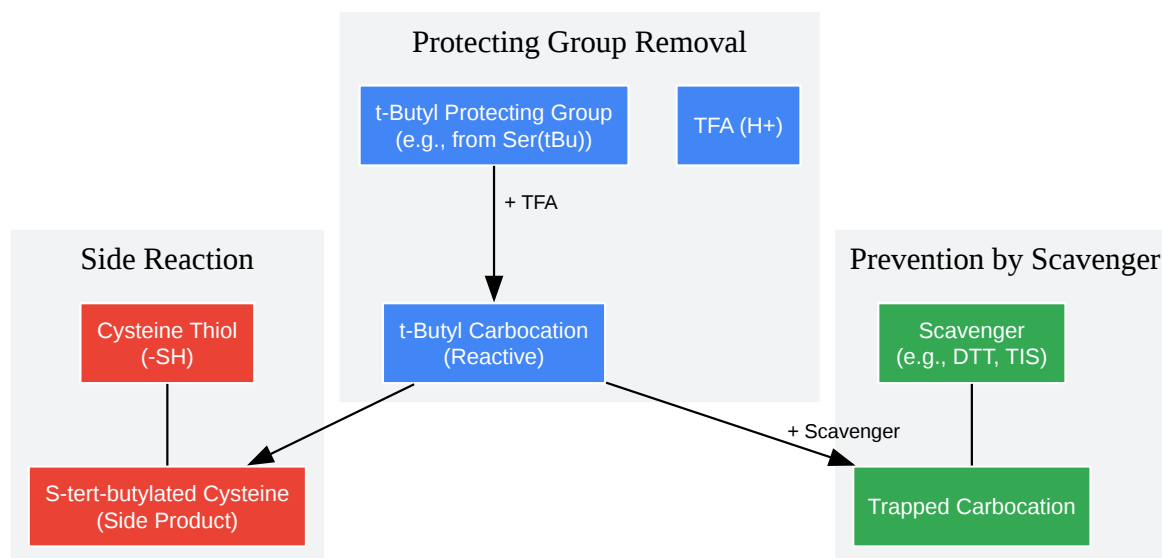 Protecting Group Removal
t-Butyl Protecting Group
(e.g., from Ser(tBu))
TFA (H+)
+ TFA
Side Reaction
Prevention by Scavenger
Cysteine Thiol
(-SH)
t-Butyl Carbocation
(Reactive)
Scavenger
(e.g., DTT, TIS)
+ Scavenger
S-tert-butylated Cysteine
(Side Product)
Trapped Carbocation